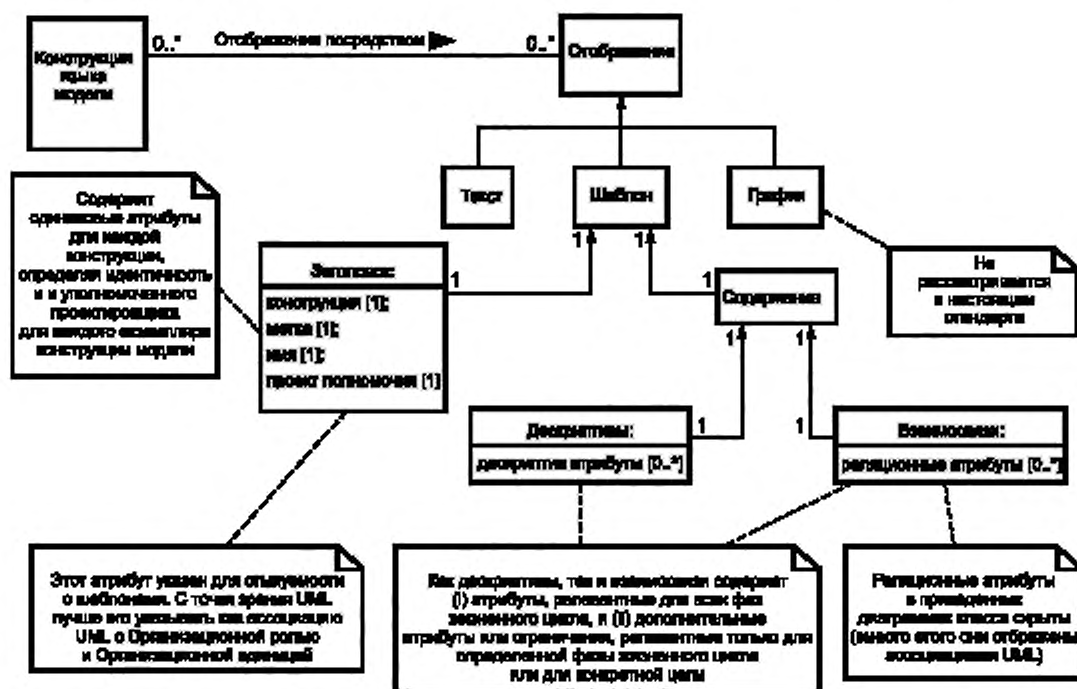 Конструкция
языка
модели
0..*
Отображение посредством
0..*
Отображение
Текст
Шаблон
График
Содержит
одинаковые атрибуты
для каждой
конструкции,
определяя идентичность
и и уполномоченного
проектировщика
для каждого экземпляра
конструкции модели
1
1
Заголовок:
конструкция [1];
метка [1];
имя [1];
проект полномочия [1]
1
1
Содержание
Не
рассматривается
в настоящем
стандарте
1
1
Дескриптивы:
дескриптив атрибуты [0..*]
1
1
Взаимосвязи:
реляционные атрибуты [0..*]
Этот атрибут указан для
с шаблонами. С точки зрения UML
лучше его указывать как ассоциацию
UML с Организационной ролью
и Организационной единицей
Как дескриптивы, так и взаимосвязи содержат
(i) атрибуты, релевантные для всех фаз
жизненного цикла, и (ii) дополнительные
атрибуты или ограничения, релевантные только для
определенной фазы жизненного цикла
или для конкретной цели
Реляционные атрибуты
в приведенных
диаграммах класса скрыты
(вместо этого они отображены
ассоциациями UML)